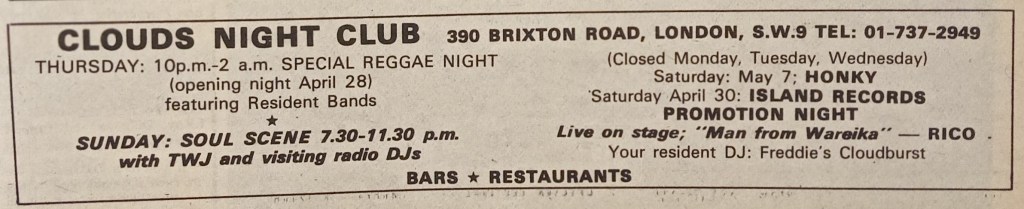 CLOUDS NIGHT CLUB 390 BRIXTON ROAD, LONDON, S.W.9 TEL: 01-737-2949
THURSDAY: 10p.m.-2 a.m. SPECIAL REGGAE NIGHT
(opening night April 28)
featuring Resident Bands
★
SUNDAY: SOUL SCENE 7.30-11.30 p.m.
with TWJ and visiting radio DJs
(Closed Monday, Tuesday, Wednesday)
Saturday: May 7; HONKY
Saturday April 30: ISLAND RECORDS
PROMOTION NIGHT
Live on stage; "Man from Wareika" — RICO .
Your resident DJ: Freddie's Cloudburst
BARS ★ RESTAURANTS